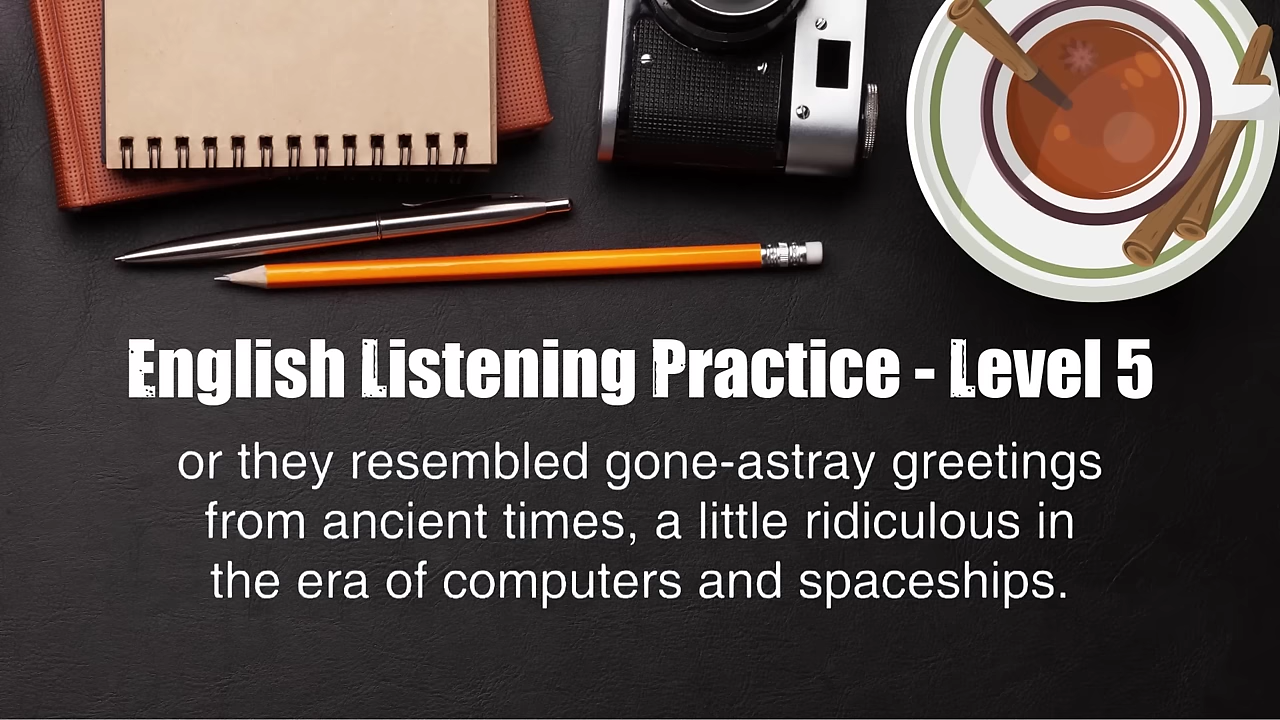 English Listening Practice - Level 5
or they resembled gone-astray greetings
from ancient times, a little ridiculous in
the era of computers and spaceships.